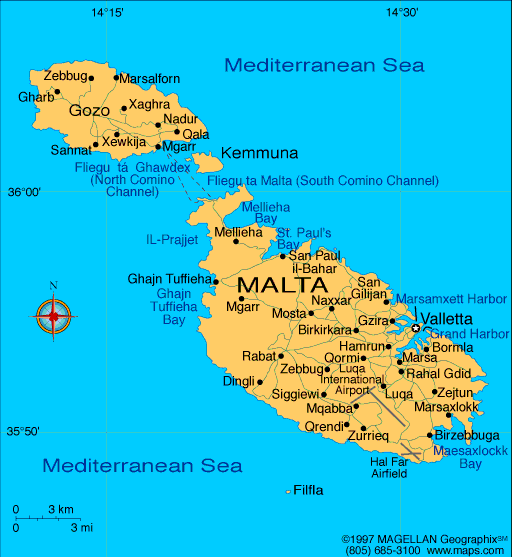 14°15'
14°30'
Mediterranean Sea
Zebbug
Marsalforn
Gharb
Xaghra
Gozo
Nadur
Qala
Xewkija
Sannat
Mgarr
Kemmuna
Fliegu ta Ghawdex
(North Comino
Channel)
Fliegu ta Malta (South Comino Channel)
36°00'
Mellieha
Bay
IL-Prajjet
Mellieha
St. Paul's
Bay
San Paul
il-Bahar
Ghajn Tuffieha
MALTA
San
Gilijan
Ghajn
Tuffieha
Bay
Mgarr
Naxxar
Marsamxett Harbor
N
Mosta
Gzira
Valletta
Birkirkara
Grand Harbor
Hamrun
Bormla
Rabat
Qormi
Marsa
Zebbug
Luqa
International
Airport
Rahal Gdid
Dingli
Siggiewi
Luqa
Zejtun
Mqabba
Marsaxlokk
Qrendi
Zurrieq
Birzebbuga
35°50'
Hal Far
Airfield
Maesaxlockk
Bay
Mediterranean Sea
Filfla
0 3 km
0 3 mi
©1997 MAGELLAN Geographix℠
(805) 685-3100 www.maps.com